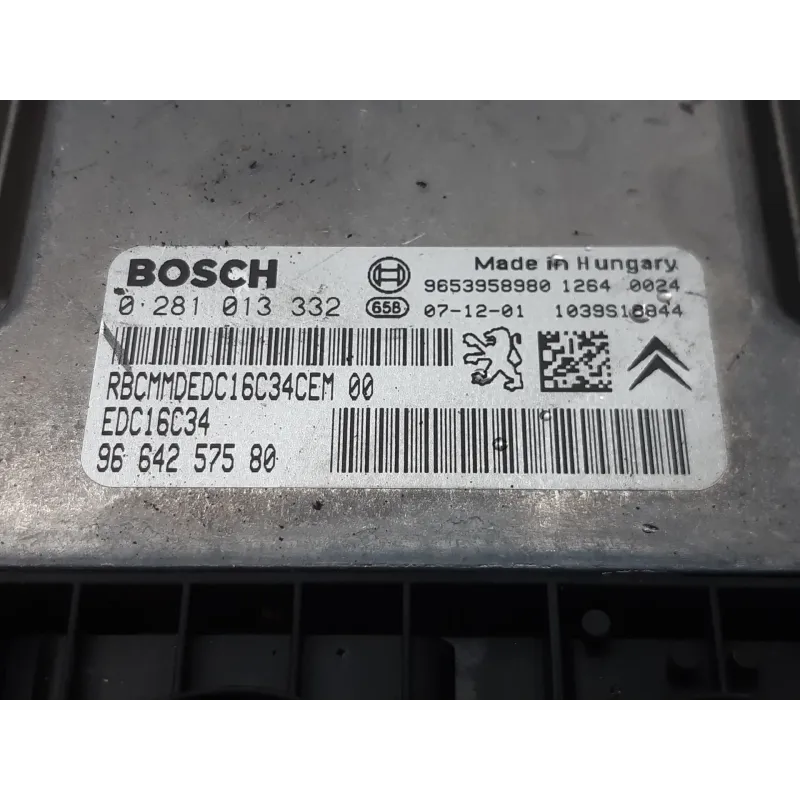 BOSCH
Made in Hungary
9653958980 1264 0024
0 281 013 332
658 07-12-01 1039S18844
RBCMMDEDC16C34CEM 00
EDC16C34
96 642 575 80